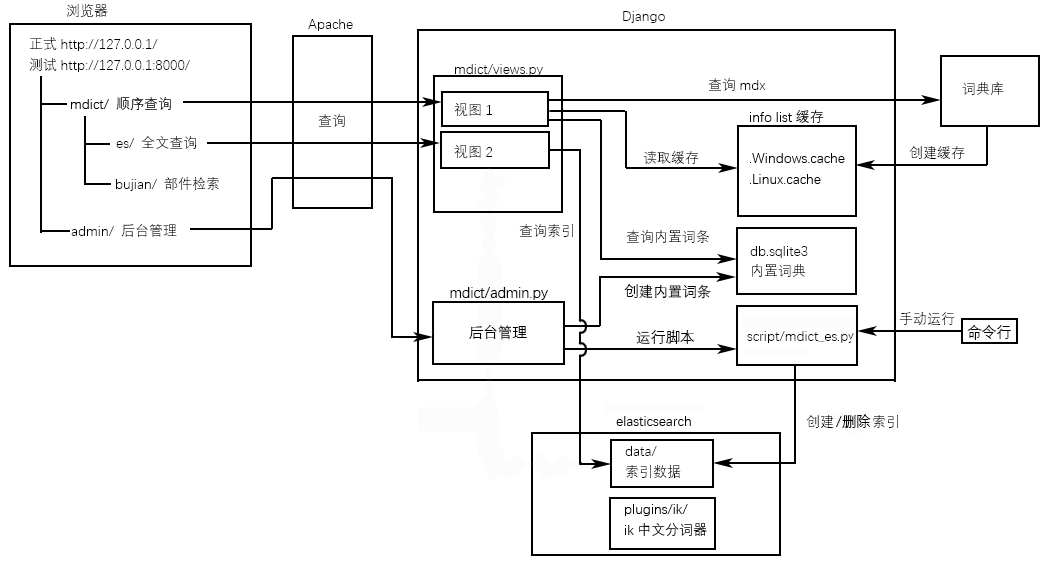 浏览器
正式 http://127.0.0.1/
测试 http://127.0.0.1:8000/
mdict/ 顺序查询
es/ 全文查询
bujian/ 部件检索
admin/ 后台管理
Apache
查询
Django
mdict/views.py
视图 1
视图 2
查询 mdx
词典库
info list 缓存
读取缓存
.Windows.cache
.Linux.cache
创建缓存
查询索引
查询内置词条
db.sqlite3
内置词典
mdict/admin.py
后台管理
创建内置词条
运行脚本
script/mdict_es.py
手动运行
命令行
创建/删除索引
elasticsearch
data/
索引数据
plugins/ik/
ik 中文分词器